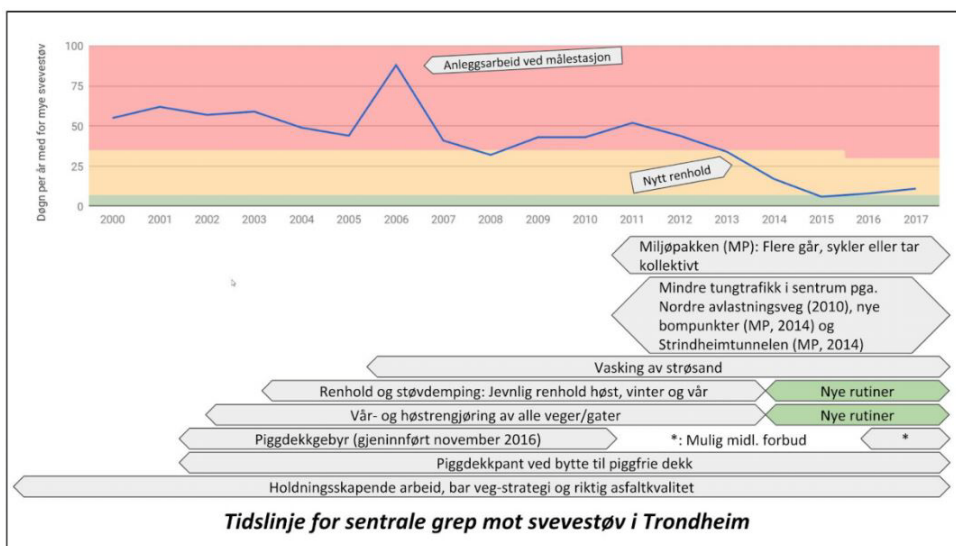 Døgn per år med for mye svevestøv
100
75
50
25
0
Anleggsarbeid ved målestasjon
Nytt renhold
2000 2001 2002 2003 2004 2005 2006 2007 2008 2009 2010 2011 2012 2013 2014 2015 2016 2017
Miljøpakken (MP): Flere går, sykler eller tar
kollektivt
Mindre tungtrafikk i sentrum pga.
Nordre avlastningsveg (2010), nye
bompunkter (MP, 2014) og
Strindheimtunnelen (MP, 2014)
Vasking av strøsand
Renhold og støvdemping: Jevnlig renhold høst, vinter og vår
Nye rutiner
Vår- og høstrengjøring av alle veger/gater
Nye rutiner
Piggdekkgebyr (gjeninnført november 2016)
*: Mulig midl. forbud
*
Piggdekkpant ved bytte til piggfrie dekk
Holdningsskapende arbeid, bar veg-strategi og riktig asfaltkvalitet
Tidslinje for sentrale grep mot svevestøv i Trondheim